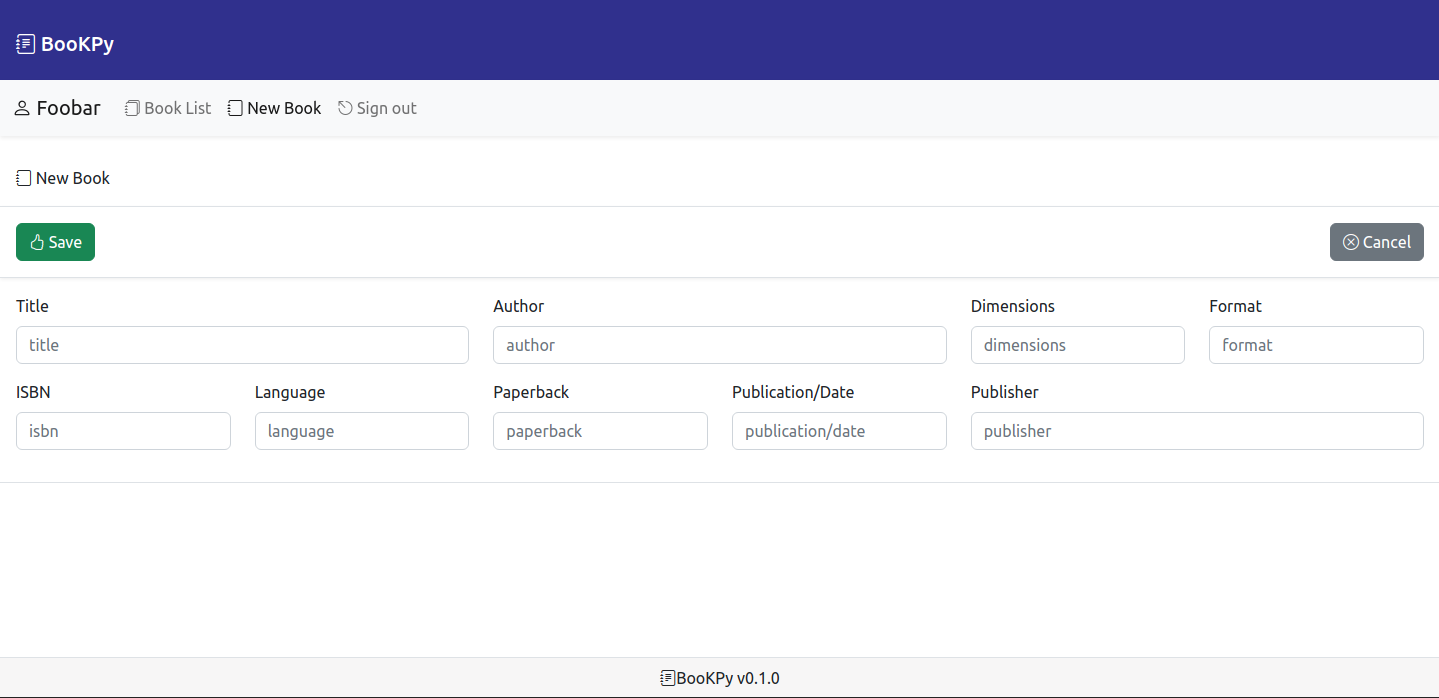 BooKPy
Foobar Book List New Book Sign out
New Book
Save Cancel
Title Author Dimensions Format
title author dimensions format
ISBN Language Paperback Publication/Date Publisher
isbn language paperback publication/date publisher
BooKPy v0.1.0